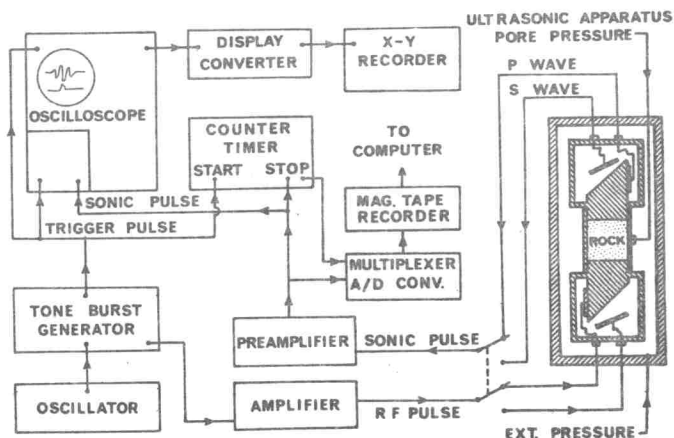 ULTRASONIC APPARATUS
PORE PRESSURE
DISPLAY
CONVERTER
X-Y
RECORDER
P WAVE
S WAVE
OSCILLOSCOPE
COUNTER
TIMER
START STOP
TO
COMPUTER
SONIC PULSE
TRIGGER PULSE
MAG. TAPE
RECORDER
ROCK
MULTIPLEXER
A/D CONV.
TONE BURST
GENERATOR
PREAMPLIFIER
SONIC PULSE
OSCILLATOR
AMPLIFIER
RF PULSE
EXT. PRESSURE